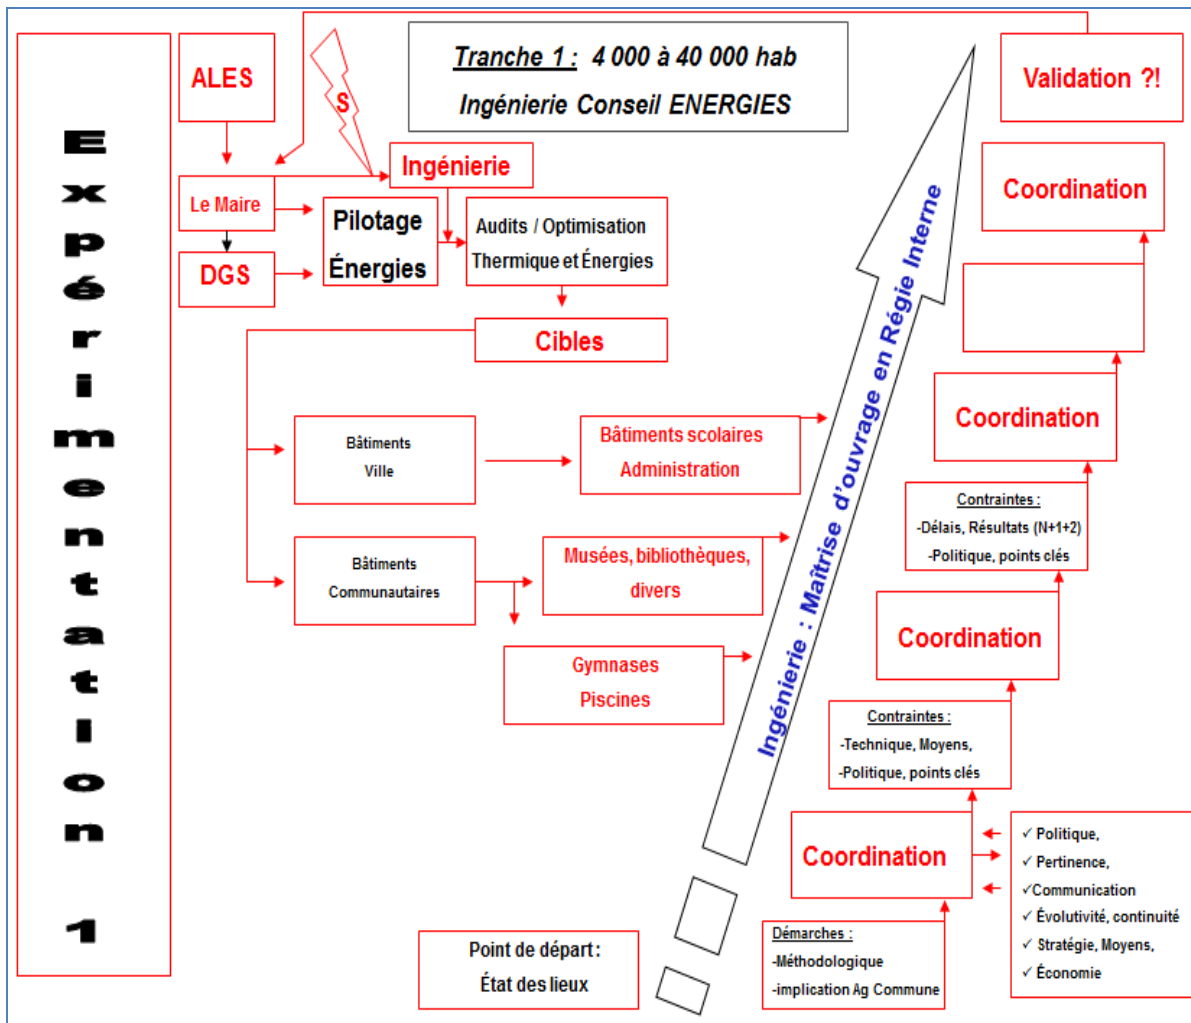 Expérimentation 1
ALES
S
Tranche 1 : 4 000 à 40 000 hab
Ingénierie Conseil ENERGIES
Validation ?!
Le Maire
Ingénierie
DGS
Pilotage
Énergies
Audits / Optimisation
Thermique et Énergies
Cibles
Coordination
Coordination
Bâtiments
Ville
Bâtiments scolaires
Administration
Bâtiments
Communautaires
Musées, bibliothèques,
divers
Gymnases
Piscines
Ingénierie : Maîtrise d'ouvrage en Régie Interne
Contraintes :
-Délais, Résultats (N+1+2)
-Politique, points clés
Coordination
Contraintes :
-Technique, Moyens,
-Politique, points clés
Coordination
✓ Politique,
✓ Pertinence,
✓Communication
✓ Évolutivité, continuité
✓ Stratégie, Moyens,
✓ Économie
Démarches :
-Méthodologique
-implication Ag Commune
Point de départ :
État des lieux